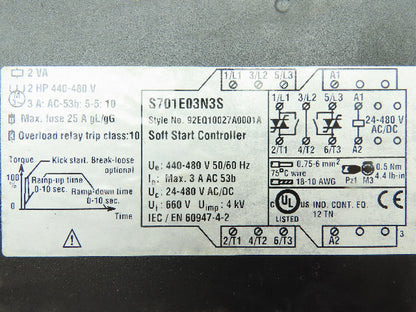 2 VA
2 HP 440-480 V
3 A: AC-53b: 5-5: 10
Max. fuse 25 A gL/gG
Overload relay trip class:10
Torque
Kick start. Break-loose
optional
100
%
Ramp-up time
0-10 sec.
Ramp-down time
0-10 sec.
Time
S701E03N3S
Style No. 92EQ10027A0001A
Soft Start Controller
Ue: 440-480 V 50/60 Hz
Ie: Max. 3 A AC 53b
Uc: 24-480 V AC/DC
Ui: 660 V Uimp: 4 kV
IEC / EN 60947-4-2
1/L1 3/L2 5/L3 A1
1/L1 3/L2 5/L3 A1
24-480 V
AC/DC
2/T1 4/T2 6/T3 A2
0.75-6 mm²
75°C wire
18-10 AWG
Pz1 M3
0.5 Nm
4.4 lb-in
C UL US
LISTED
IND. CONT. EQ.
12 TN
CE
2/T1 4/T2 6/T3 A2
3